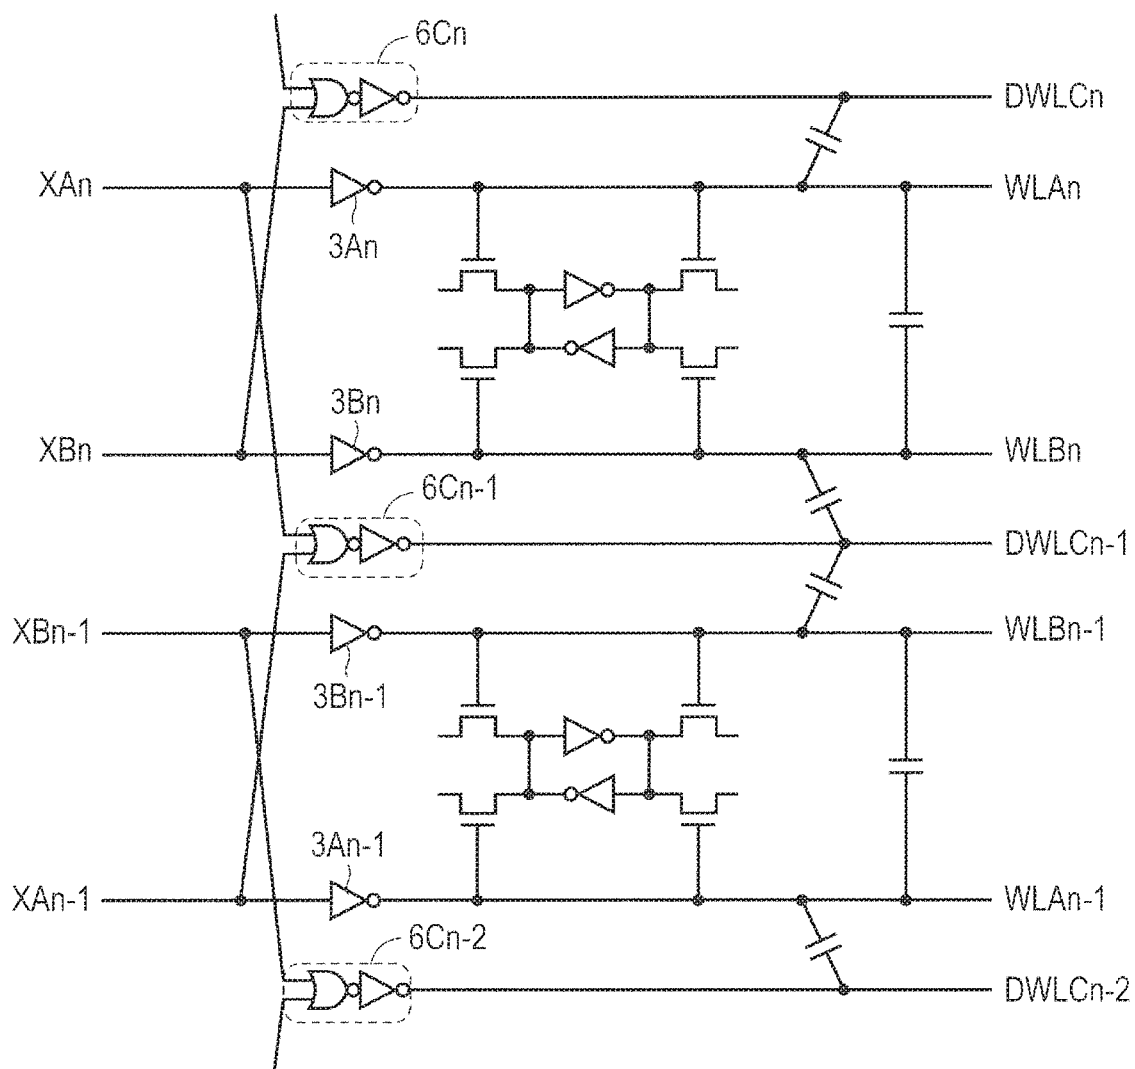 6Cn
DWLCn
XAn
WLAn
3An
3Bn
XBn
WLBn
6Cn-1
DWLCn-1
XBn-1
WLBn-1
3Bn-1
3An-1
XAn-1
WLAn-1
6Cn-2
DWLCn-2